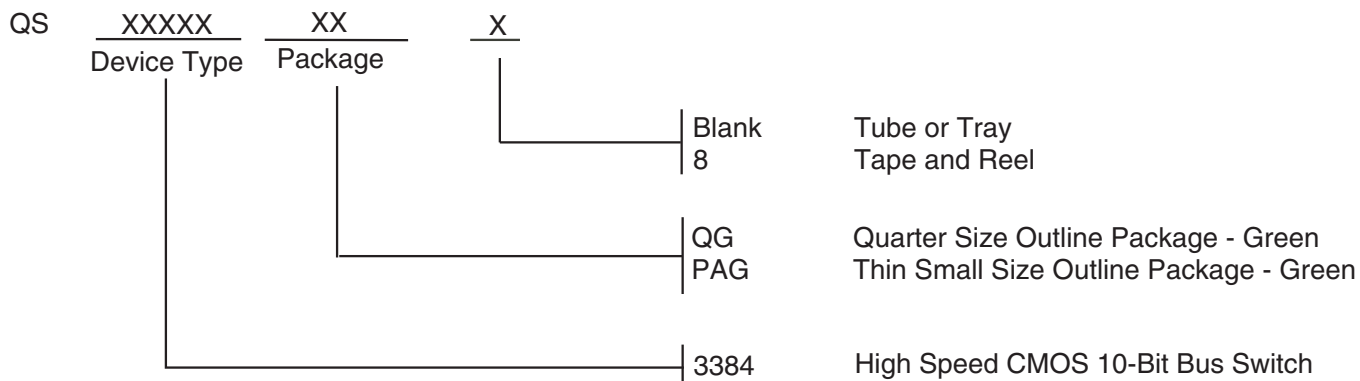 QS XXXXX XX X
Device Type Package
Blank Tube or Tray
8 Tape and Reel
QG Quarter Size Outline Package - Green
PAG Thin Small Size Outline Package - Green
3384 High Speed CMOS 10-Bit Bus Switch